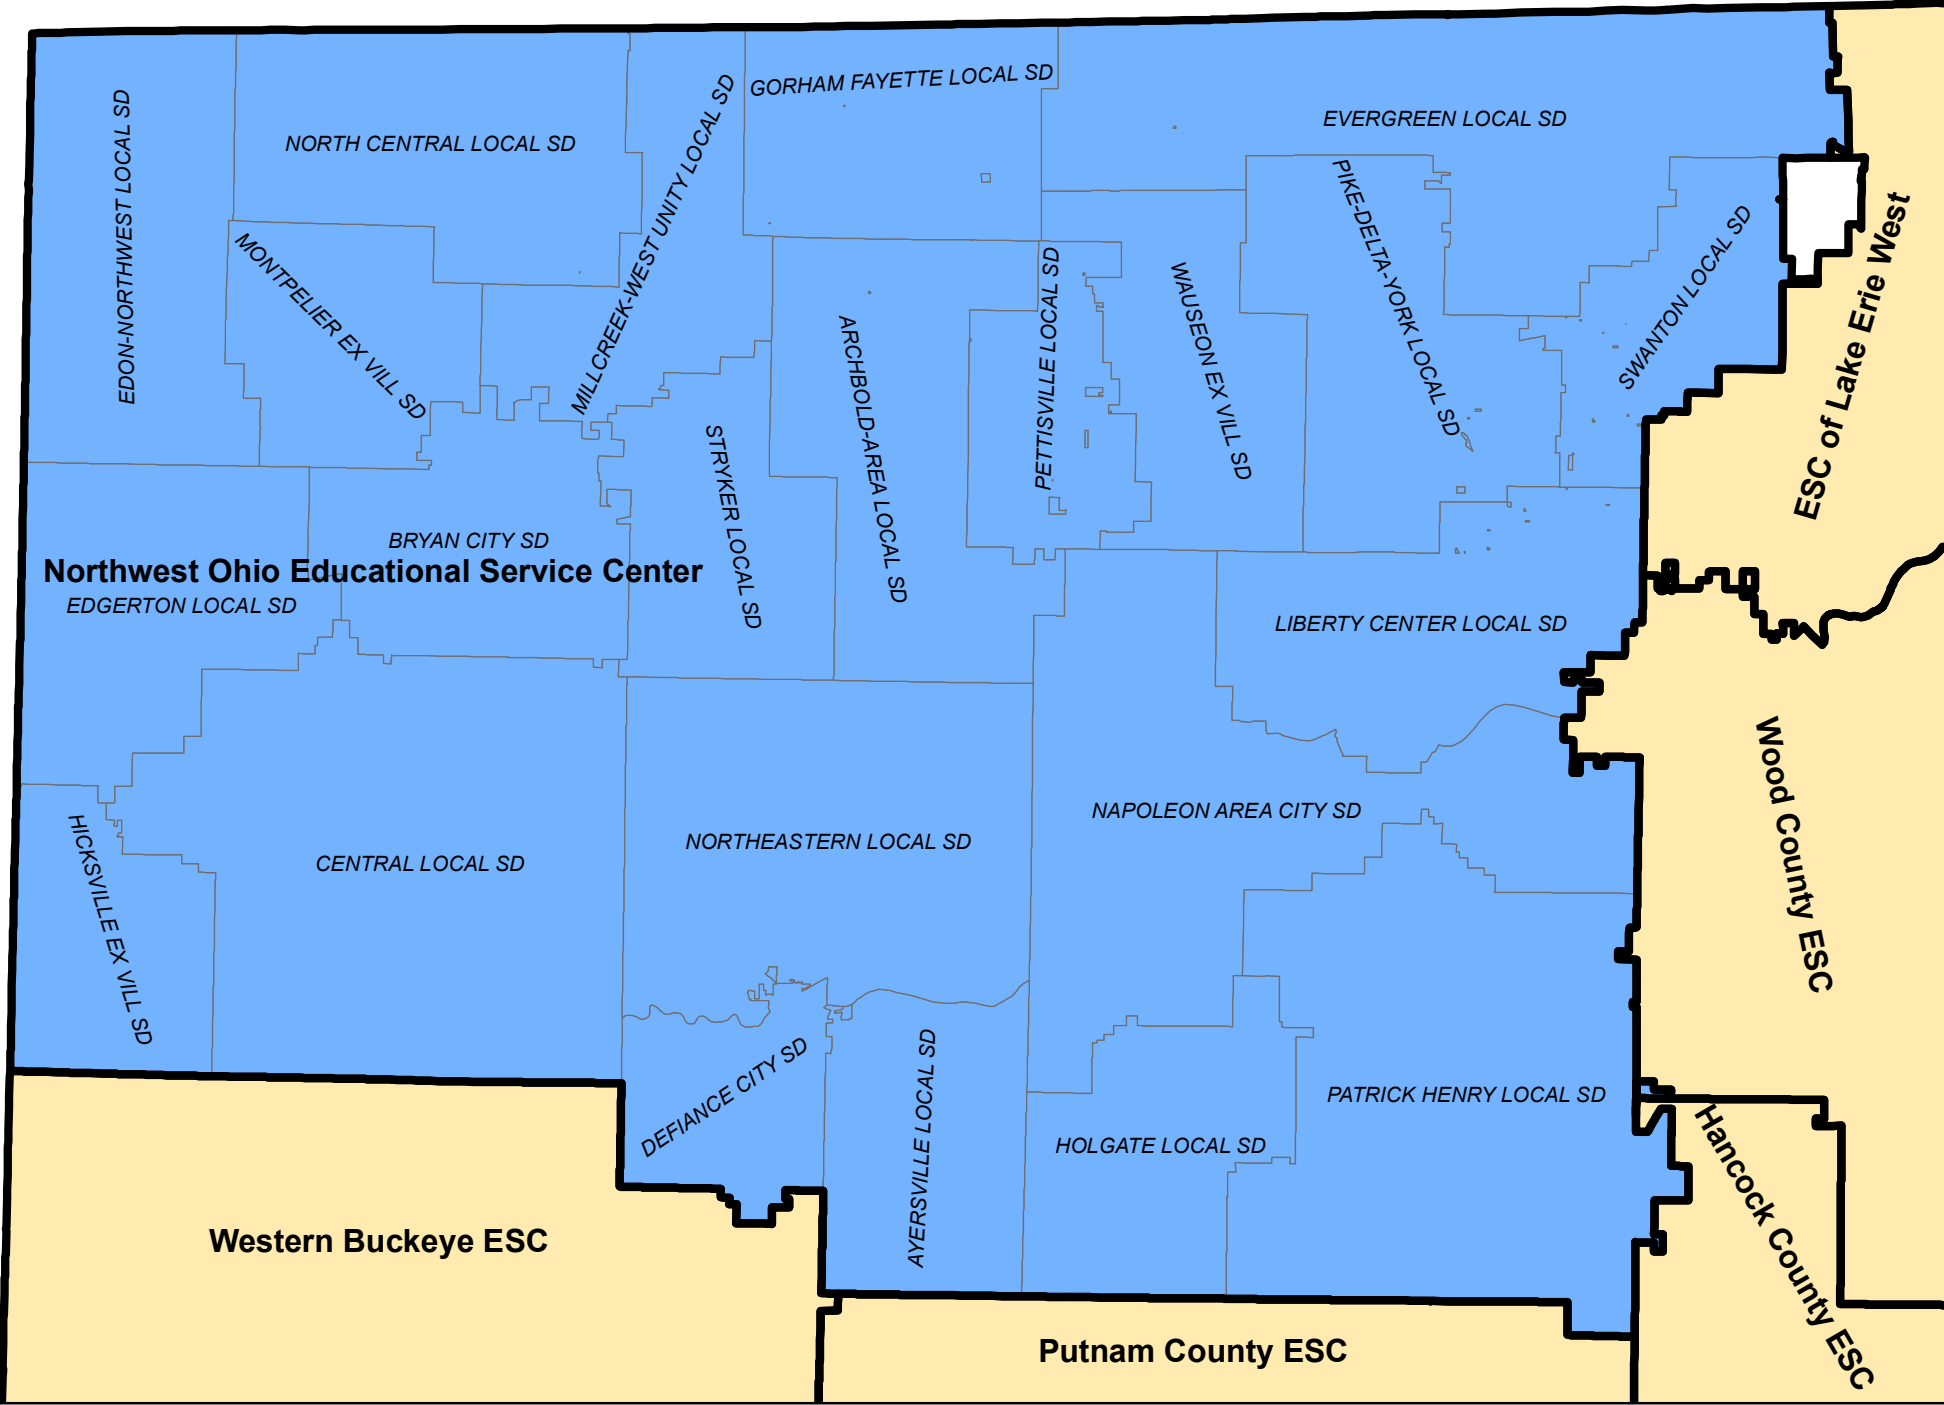 GORHAM FAYETTE LOCAL SD
EVERGREEN LOCAL SD
NORTH CENTRAL LOCAL SD
EDON-NORTHWEST LOCAL SD
MILLCREEK-WEST UNITY LOCAL SD
MONTPELIER EX VILL SD
PIKE-DELTA-YORK LOCAL SD
SWANTON LOCAL SD
ESC of Lake Erie West
PETTISVILLE LOCAL SD
WAUSEON EX VILL SD
ARCHBOLD-AREA LOCAL SD
STRYKER LOCAL SD
BRYAN CITY SD
Northwest Ohio Educational Service Center
EDGERTON LOCAL SD
LIBERTY CENTER LOCAL SD
Wood County ESC
NAPOLEON AREA CITY SD
NORTHEASTERN LOCAL SD
CENTRAL LOCAL SD
HICKSVILLE EX VILL SD
DEFIANCE CITY SD
AYERSVILLE LOCAL SD
PATRICK HENRY LOCAL SD
HOLGATE LOCAL SD
Hancock County ESC
Western Buckeye ESC
Putnam County ESC